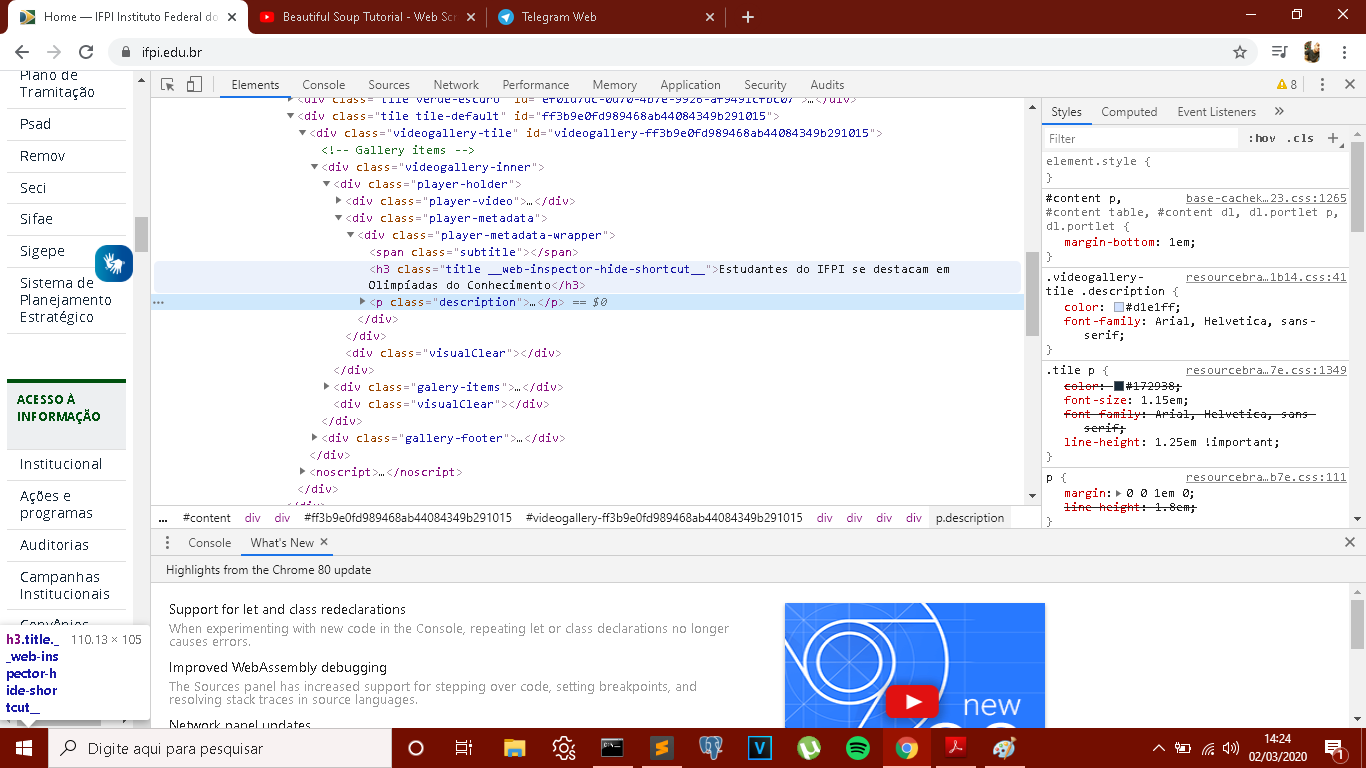 Home — IFPI Instituto Federal do
Beautiful Soup Tutorial - Web Scr
Telegram Web
ifpi.edu.br
Plano de
Tramitação
Psad
Remov
Seci
Sifae
Sigepe
Sistema de
Planejamento
Estratégico
ACESSO À
INFORMAÇÃO
Institucional
Ações e
programas
Auditorias
Campanhas
Institucionais
Convênios
h3.title._ 110.13 × 105
_web-ins
pector-h
ide-shor
tcut__
Elements Console Sources Network Performance Memory Application Security Audits 8
<div class="tile verde-escuro" id="ef01d7dc-0d70-4b7e-9926-af9491cfbc07">…</div>
<div class="tile tile-default" id="ff3b9e0fd989468ab44084349b291015">
<div class="videogallery-tile" id="videogallery-ff3b9e0fd989468ab44084349b291015">
<!-- Gallery items -->
<div class="videogallery-inner">
<div class="player-holder">
<div class="player-video">…</div>
<div class="player-metadata">
<div class="player-metadata-wrapper">
<span class="subtitle"></span>
<h3 class="title __web-inspector-hide-shortcut__">Estudantes do IFPI se destacam em
Olimpíadas do Conhecimento</h3>
… <p class="description">…</p> == $0
</div>
</div>
<div class="visualClear"></div>
</div>
<div class="galery-items">…</div>
<div class="visualClear"></div>
</div>
<div class="gallery-footer">…</div>
</div>
<noscript>…</noscript>
</div>
</div>
... #content div div #ff3b9e0fd989468ab44084349b291015 #videogallery-ff3b9e0fd989468ab44084349b291015 div div div div p.description
Styles Computed Event Listeners »
Filter :hov .cls +
element.style {
}
#content p, base-cachek…23.css:1265
#content table, #content dl, dl.portlet p,
dl.portlet {
margin-bottom: 1em;
}
.videogallery- resourcebra…1b14.css:41
tile .description {
color: #d1e1ff;
font-family: Arial, Helvetica, sans-
serif;
}
.tile p { resourcebra…7e.css:1349
color: #172938;
font-size: 1.15em;
font-family: Arial, Helvetica, sans-
serif;
line-height: 1.25em !important;
}
p { resourcebra…b7e.css:111
margin: 0 0 1em 0;
line-height: 1.8em;
}
Console What's New
Highlights from the Chrome 80 update
Support for let and class redeclarations
When experimenting with new code in the Console, repeating let or class declarations no longer
causes errors.
Improved WebAssembly debugging
The Sources panel has increased support for stepping over code, setting breakpoints, and
resolving stack traces in source languages.
Network panel updates
new
Digite aqui para pesquisar
14:24
02/03/2020
1